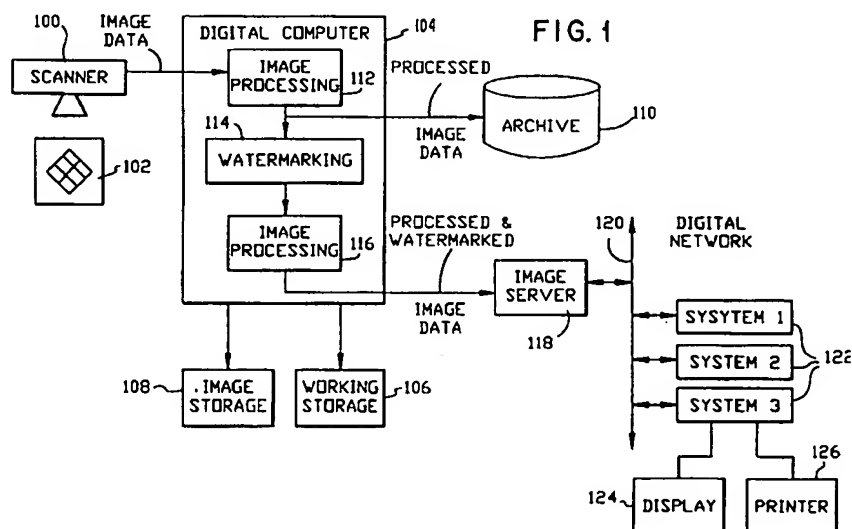 FIG. 1
100
IMAGE
DATA
SCANNER
102
DIGITAL COMPUTER
104
IMAGE
PROCESSING
112
114
WATERMARKING
IMAGE
PROCESSING
116
PROCESSED
IMAGE
DATA
ARCHIVE
110
PROCESSED &
WATERMARKED
IMAGE
DATA
IMAGE
SERVER
118
120
DIGITAL
NETWORK
SYSYTEM 1
SYSTEM 2
SYSTEM 3
122
108
.IMAGE
STORAGE
WORKING
STORAGE
106
124
DISPLAY
126
PRINTER